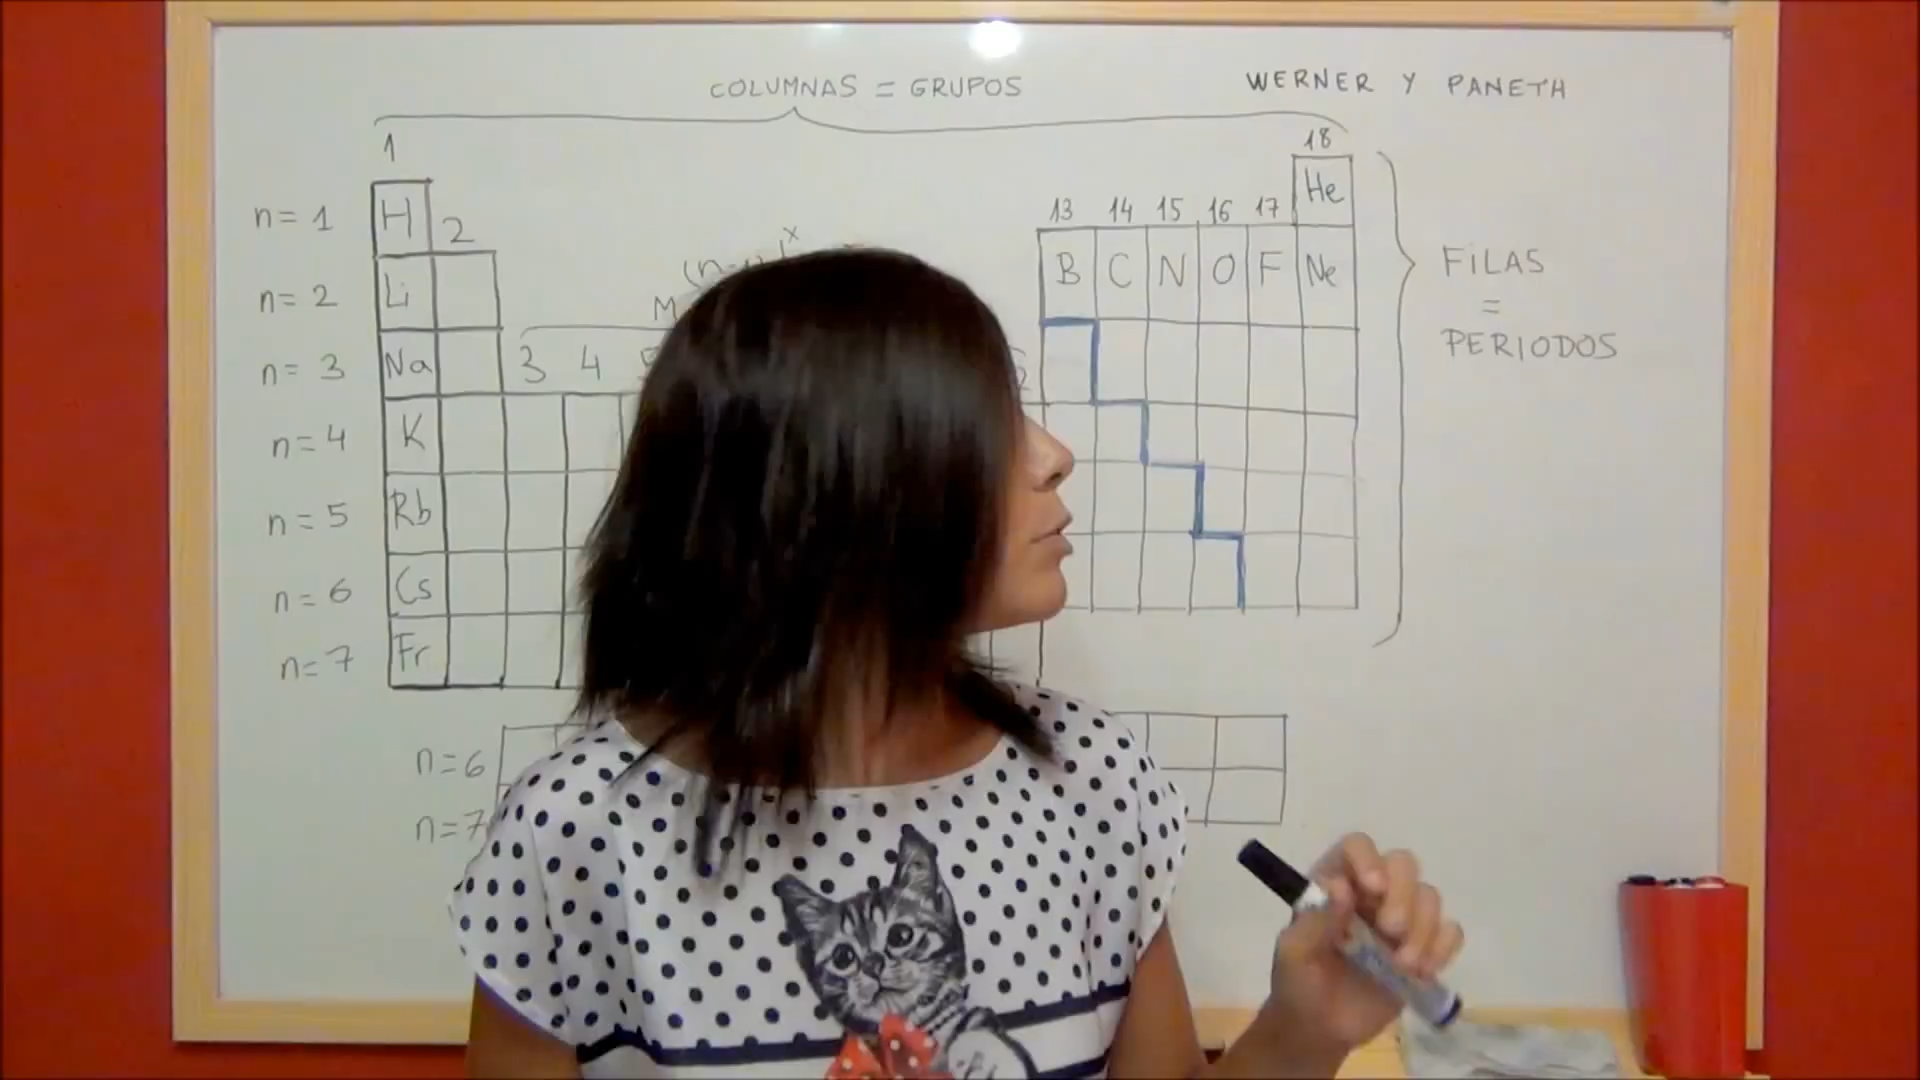 COLUMNAS = GRUPOS
WERNER Y PANETH
1
18
n= 1 H 2 13 14 15 16 17 He
n= 2 Li B C N O F Ne
n= 3 Na 3 4
n= 4 K
n= 5 Rb
n= 6 Cs
n= 7 Fr
FILAS
=
PERIODOS
n=6
n=7